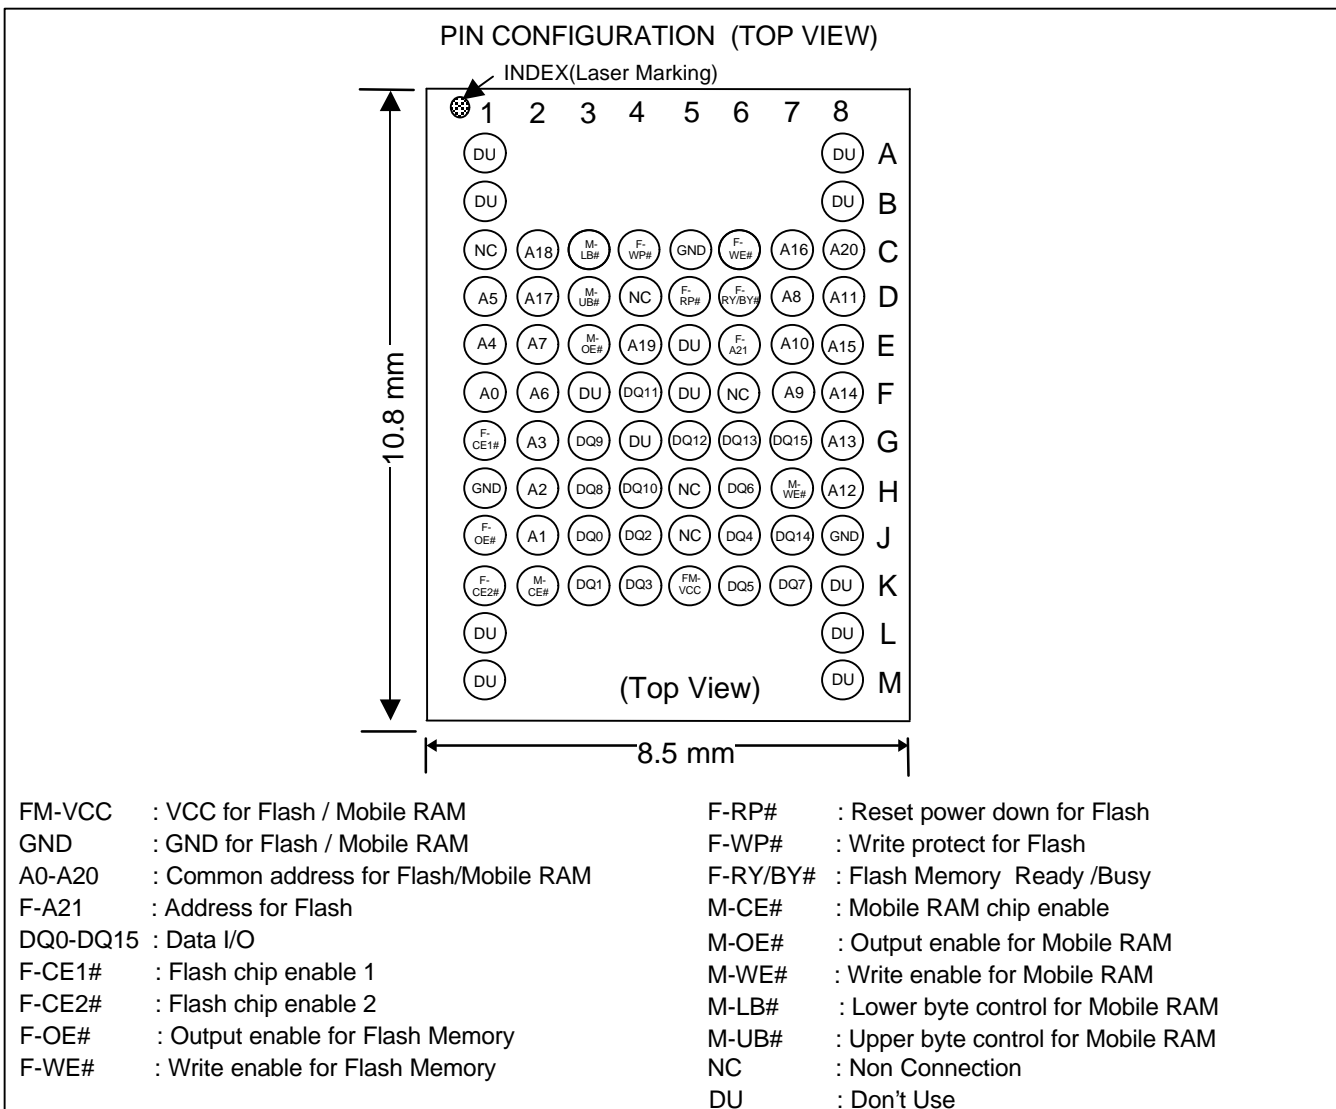 PIN CONFIGURATION (TOP VIEW)
INDEX(Laser Marking)
1 2 3 4 5 6 7 8
DU DU A
DU DU B
NC A18 M-LB# F-WP# GND F-WE# A16 A20 C
A5 A17 M-UB# NC F-RP# F-RY/BY# A8 A11 D
A4 A7 M-OE# A19 DU F-A21 A10 A15 E
A0 A6 DU DQ11 DU NC A9 A14 F
F-CE1# A3 DQ9 DU DQ12 DQ13 DQ15 A13 G
GND A2 DQ8 DQ10 NC DQ6 M-WE# A12 H
F-OE# A1 DQ0 DQ2 NC DQ4 DQ14 GND J
F-CE2# M-CE# DQ1 DQ3 FM-VCC DQ5 DQ7 DU K
DU DU L
DU (Top View) DU M
10.8 mm
8.5 mm
FM-VCC : VCC for Flash / Mobile RAM
GND : GND for Flash / Mobile RAM
A0-A20 : Common address for Flash/Mobile RAM
F-A21 : Address for Flash
DQ0-DQ15 : Data I/O
F-CE1# : Flash chip enable 1
F-CE2# : Flash chip enable 2
F-OE# : Output enable for Flash Memory
F-WE# : Write enable for Flash Memory
F-RP# : Reset power down for Flash
F-WP# : Write protect for Flash
F-RY/BY# : Flash Memory Ready /Busy
M-CE# : Mobile RAM chip enable
M-OE# : Output enable for Mobile RAM
M-WE# : Write enable for Mobile RAM
M-LB# : Lower byte control for Mobile RAM
M-UB# : Upper byte control for Mobile RAM
NC : Non Connection
DU : Don't Use